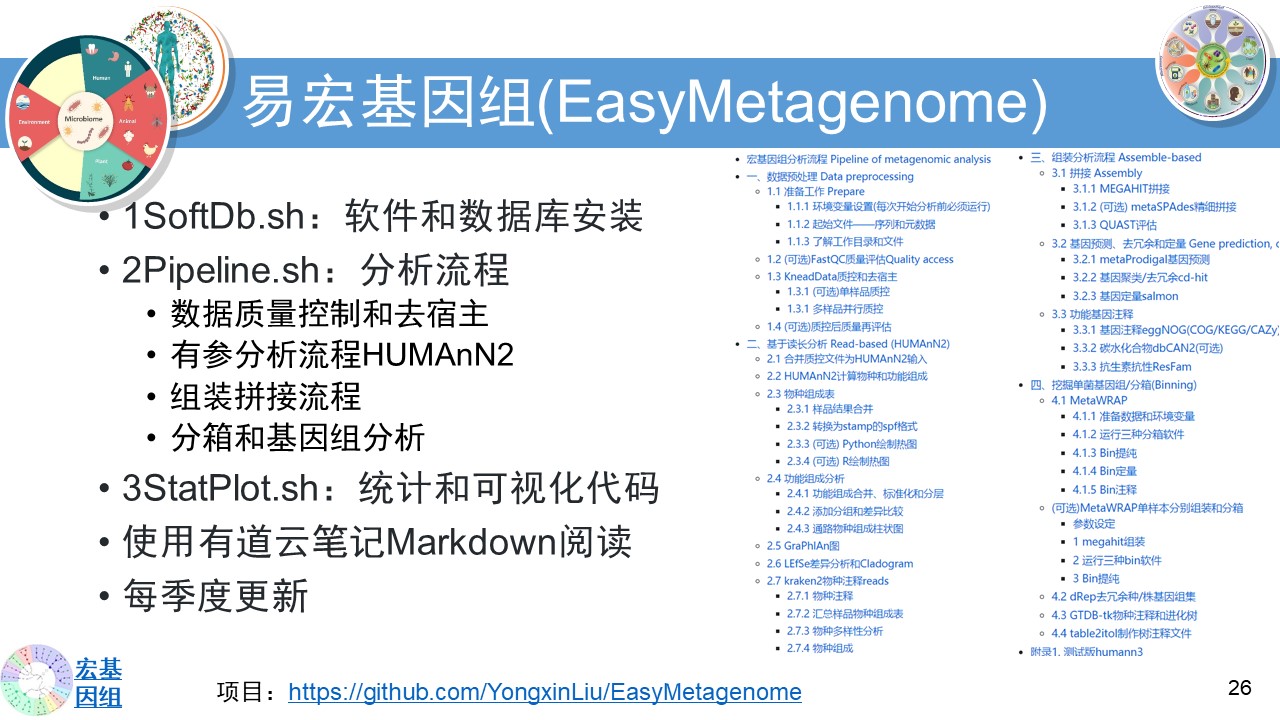 易宏基因组(EasyMetagenome)
Human
Environment
Microbiome
Animal
Plant
• 1SoftDb.sh：软件和数据库安装
• 2Pipeline.sh：分析流程
• 数据质量控制和去宿主
• 有参分析流程HUMAnN2
• 组装拼接流程
• 分箱和基因组分析
• 3StatPlot.sh：统计和可视化代码
• 使用有道云笔记Markdown阅读
• 每季度更新
宏基因组分析流程 Pipeline of metagenomic analysis
一、数据预处理 Data preprocessing
1.1 准备工作 Prepare
1.1.1 环境变量设置(每次开始分析前必须运行)
1.1.2 起始文件——序列和元数据
1.1.3 了解工作目录和文件
1.2 (可选)FastQC质量评估Quality access
1.3 KneadData质控和去宿主
1.3.1 (可选)单样品质控
1.3.1 多样品并行质控
1.4 (可选)质控后质量再评估
二、基于读长分析 Read-based (HUMAnN2)
2.1 合并质控文件为HUMAnN2输入
2.2 HUMAnN2计算物种和功能组成
2.3 物种组成表
2.3.1 样品结果合并
2.3.2 转换为stamp的spf格式
2.3.3 (可选) Python绘制热图
2.3.4 (可选) R绘制热图
2.4 功能组成分析
2.4.1 功能组成合并、标准化和分层
2.4.2 添加分组和差异比较
2.4.3 通路物种组成柱状图
2.5 GraPhlAn图
2.6 LEfSe差异分析和Cladogram
2.7 kraken2物种注释reads
2.7.1 物种注释
2.7.2 汇总样品物种组成表
2.7.3 物种多样性分析
2.7.4 物种组成
三、组装分析流程 Assemble-based
3.1 拼接 Assembly
3.1.1 MEGAHIT拼接
3.1.2 (可选) metaSPAdes精细拼接
3.1.3 QUAST评估
3.2 基因预测、去冗余和定量 Gene prediction, c
3.2.1 metaProdigal基因预测
3.2.2 基因聚类/去冗余cd-hit
3.2.3 基因定量salmon
3.3 功能基因注释
3.3.1 基因注释eggNOG(COG/KEGG/CAZy)
3.3.2 碳水化合物dbCAN2(可选)
3.3.3 抗生素抗性ResFam
四、挖掘单菌基因组/分箱(Binning)
4.1 MetaWRAP
4.1.1 准备数据和环境变量
4.1.2 运行三种分箱软件
4.1.3 Bin提纯
4.1.4 Bin定量
4.1.5 Bin注释
(可选)MetaWRAP单样本分别组装和分箱
参数设定
1 megahit组装
2 运行三种bin软件
3 Bin提纯
4.2 dRep去冗余种/株基因组集
4.3 GTDB-tk物种注释和进化树
4.4 table2itol制作树注释文件
附录1. 测试版humann3
宏基
因组
项目：https://github.com/YongxinLiu/EasyMetagenome
26